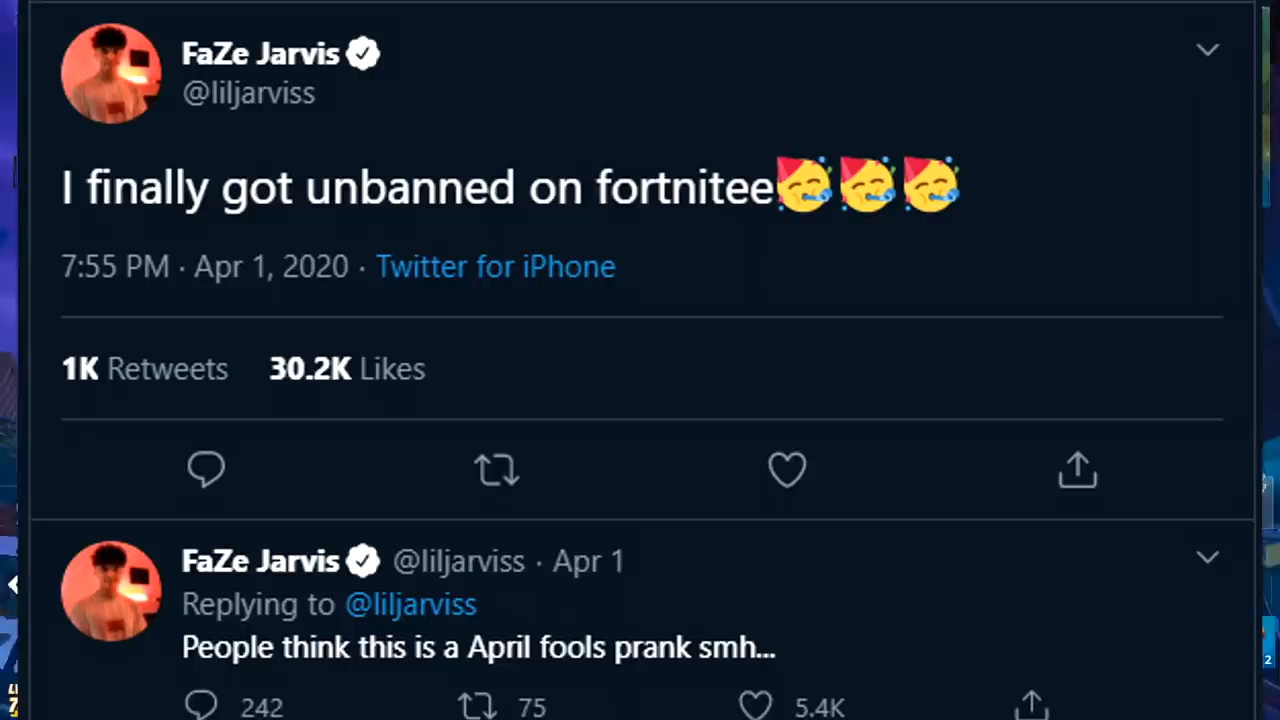 FaZe Jarvis
@liljarviss
I finally got unbanned on fortnitee🥳🥳🥳
7:55 PM · Apr 1, 2020 · Twitter for iPhone
1K Retweets 30.2K Likes
FaZe Jarvis @liljarviss · Apr 1
Replying to @liljarviss
People think this is a April fools prank smh...
242 75 5.4K
2